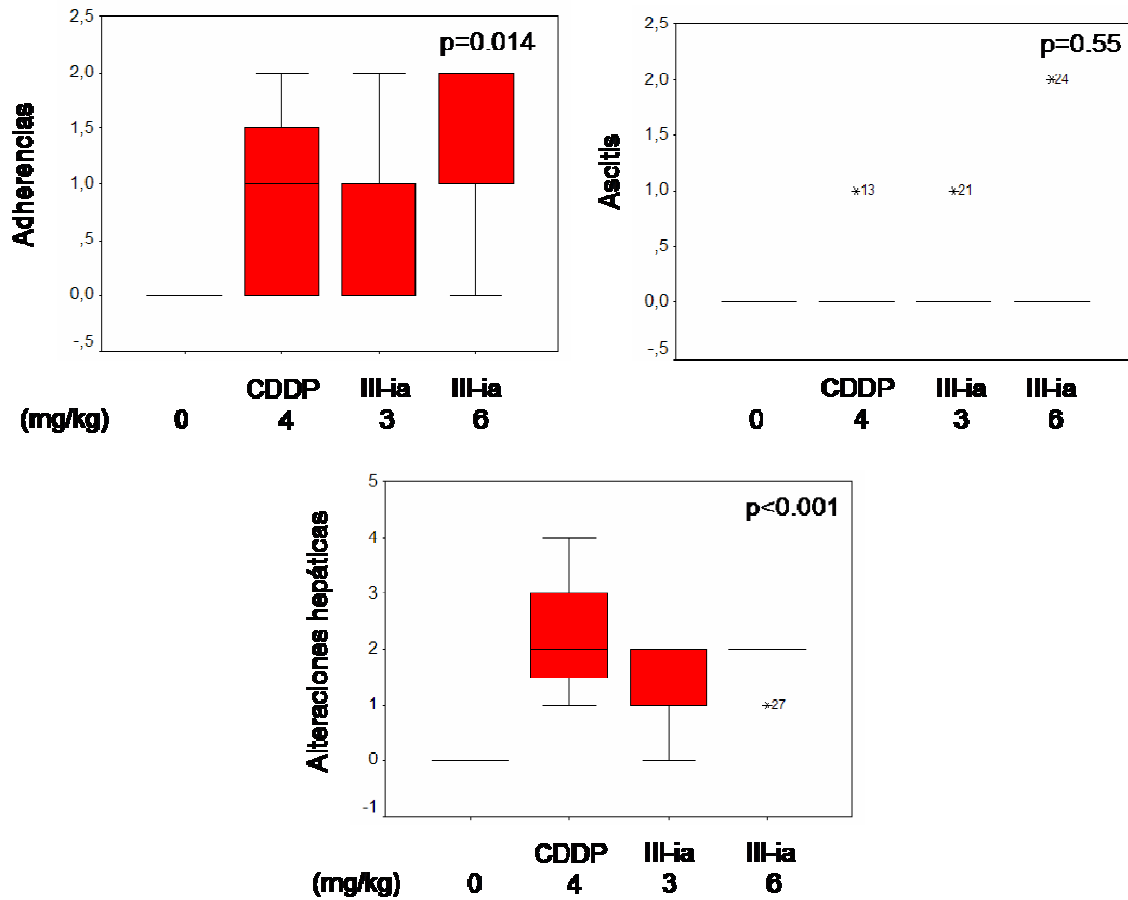 2,5
2,0
1,5
1,0
,5
0,0
-,5
Adherencias
p=0.014
CDDP III-ia III-ia
(mg/kg) 0 4 3 6
2,5
2,0
1,5
1,0
,5
0,0
-,5
Ascitis
p=0.55
24
13
21
CDDP III-ia III-ia
0 4 3 6
5
4
3
2
1
0
-1
Alteraciones hepáticas
p<0.001
27
CDDP III-ia III-ia
(mg/kg) 0 4 3 6